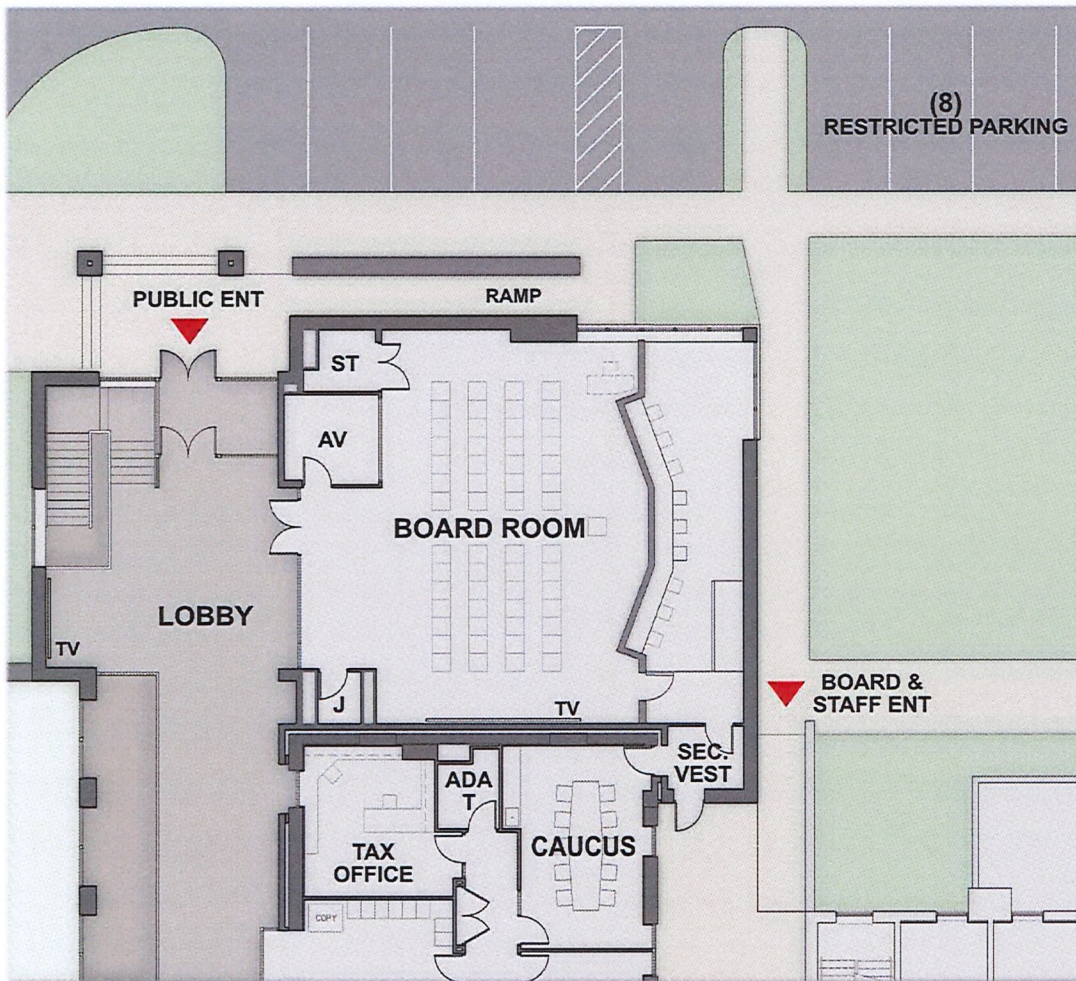 (8)
RESTRICTED PARKING
PUBLIC ENT
RAMP
ST
AV
BOARD ROOM
LOBBY
TV
BOARD &
STAFF ENT
J
TV
SEC.
VEST
ADA
T
CAUCUS
TAX
OFFICE
COPY